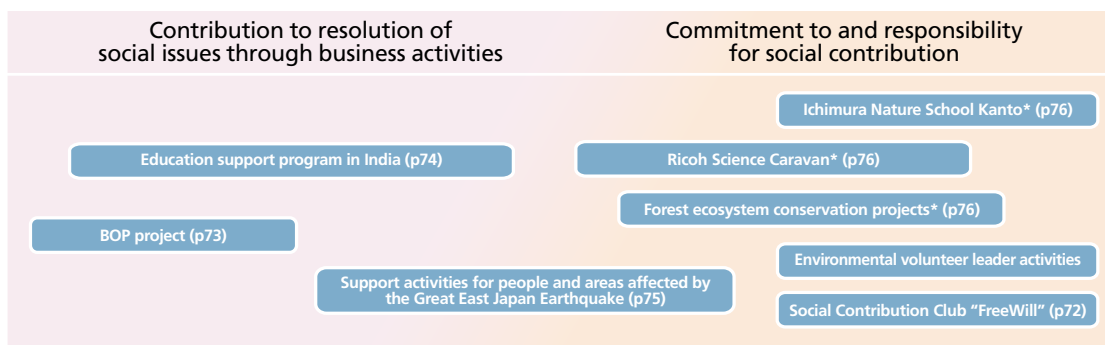 Contribution to resolution of
social issues through business activities
Commitment to and responsibility
for social contribution
Ichimura Nature School Kanto* (p76)
Education support program in India (p74)
Ricoh Science Caravan* (p76)
Forest ecosystem conservation projects* (p76)
BOP project (p73)
Environmental volunteer leader activities
Support activities for people and areas affected by
the Great East Japan Earthquake (p75)
Social Contribution Club “FreeWill” (p72)